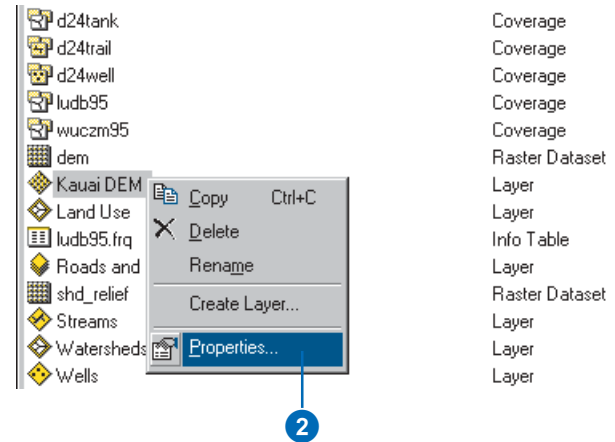 d24tank Coverage
d24trail Coverage
d24well Coverage
ludb95 Coverage
wuczm95 Coverage
dem Raster Dataset
Kauai DEM Layer
Copy Ctrl+C
Land Use Layer
Delete
ludb95.frq Info Table
Rename
Roads and Layer
Create Layer...
shd_relief Raster Dataset
Streams Layer
Properties...
Watersheds Layer
Wells Layer
2